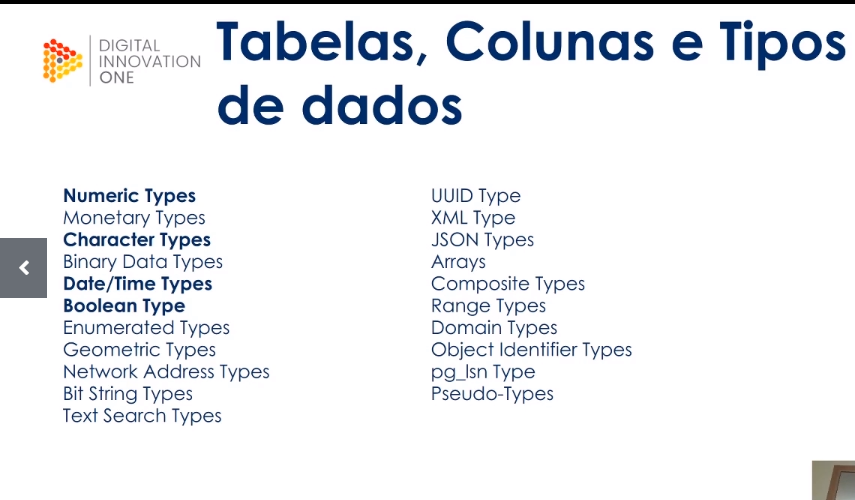 DIGITAL
INNOVATION
ONE
Tabelas, Colunas e Tipos
de dados
Numeric Types
Monetary Types
Character Types
Binary Data Types
Date/Time Types
Boolean Type
Enumerated Types
Geometric Types
Network Address Types
Bit String Types
Text Search Types
UUID Type
XML Type
JSON Types
Arrays
Composite Types
Range Types
Domain Types
Object Identifier Types
pg_lsn Type
Pseudo-Types